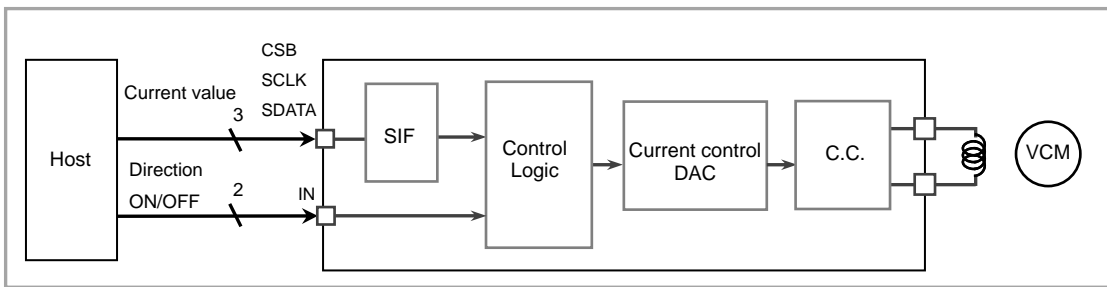 CSB
SCLK
SDATA
Current value
3
Host
Direction
ON/OFF
2
IN
SIF
Control
Logic
Current control
DAC
C.C.
VCM